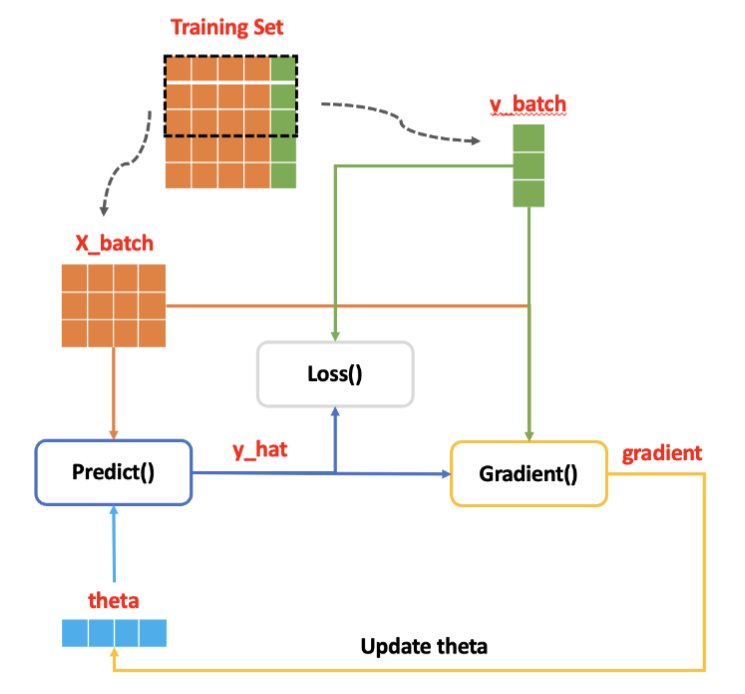 Training Set
y_batch
X_batch
Loss()
y_hat
gradient
Predict()
Gradient()
theta
Update theta